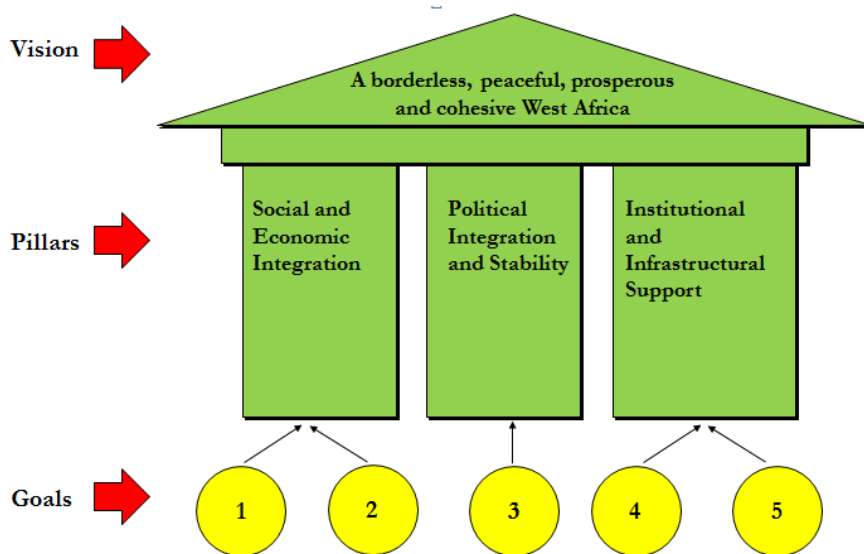 Vision
A borderless, peaceful, prosperous
and cohesive West Africa
Pillars
Social and
Economic
Integration
Political
Integration
and Stability
Institutional
and
Infrastructural
Support
Goals
1
2
3
4
5